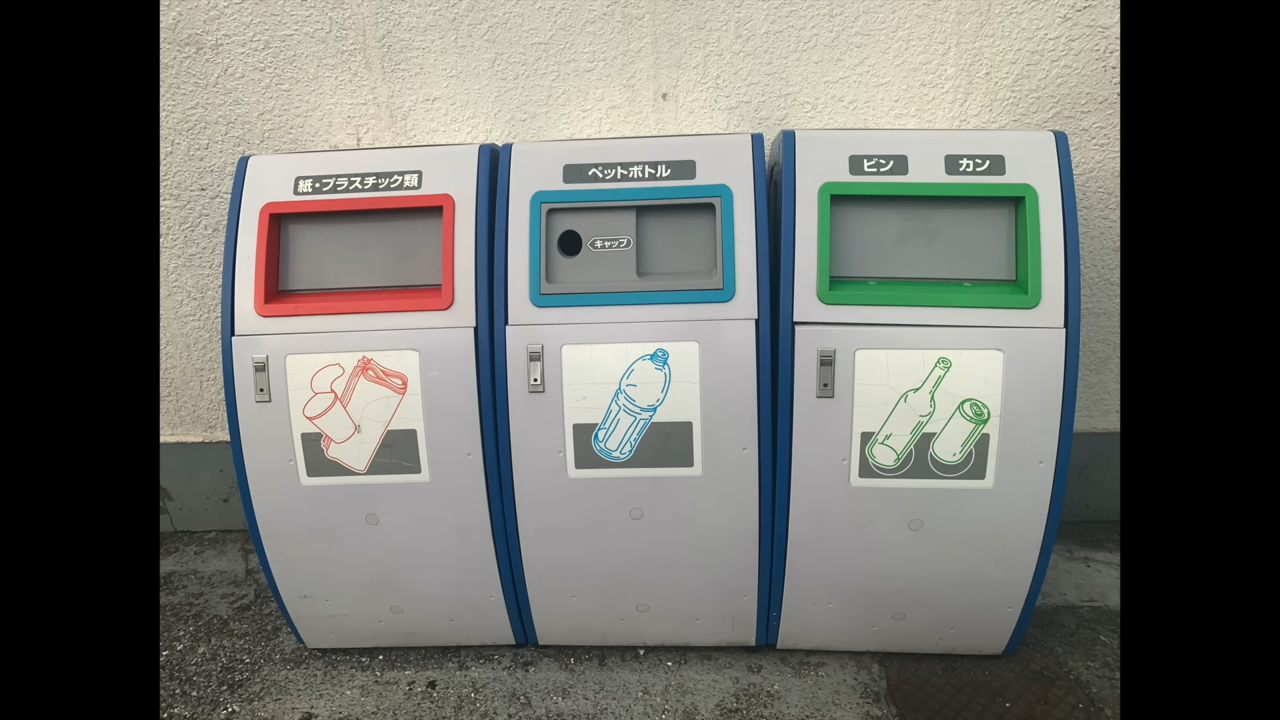 紙・プラスチック類
ペットボトル
キャップ
ビン
カン